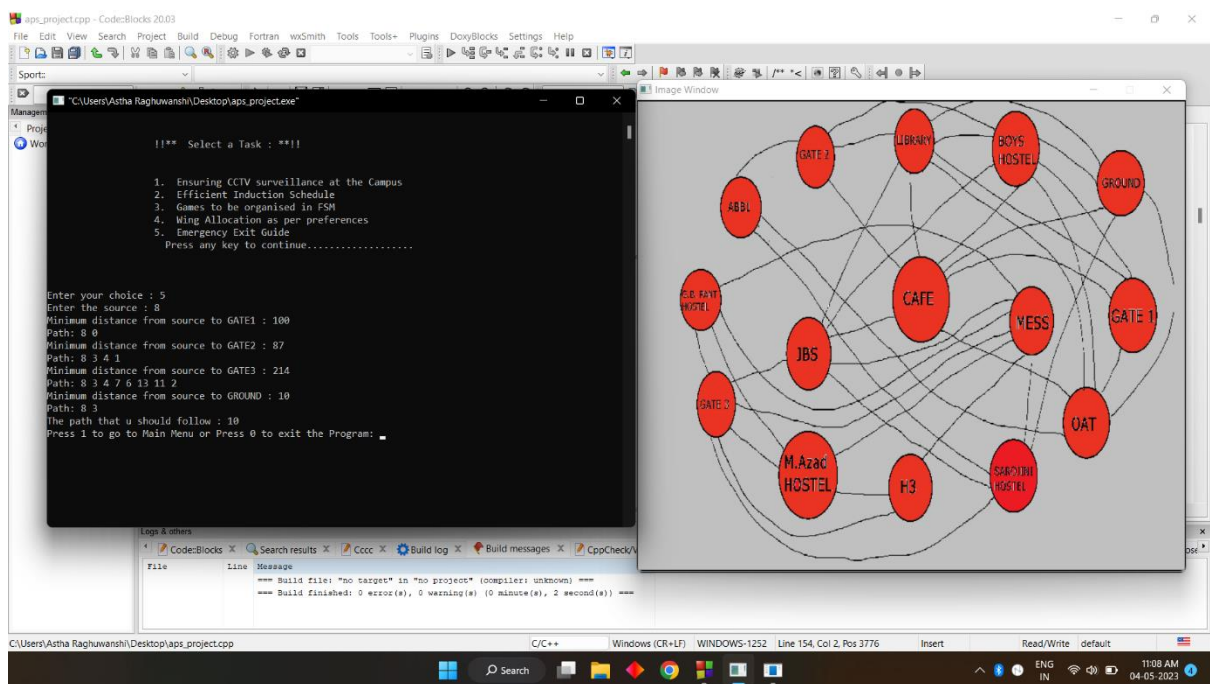 aps_project.cpp - Code::Blocks 20.03
File Edit View Search Project Build Debug Fortran wxSmith Tools Tools+ Plugins DoxyBlocks Settings Help
Sport::
"C:\Users\Astha Raghuwanshi\Desktop\aps_project.exe"
!!** Select a Task : **!!
1. Ensuring CCTV surveillance at the Campus
2. Efficient Induction Schedule
3. Games to be organised in FSM
4. Wing Allocation as per preferences
5. Emergency Exit Guide
Press any key to continue...................
Enter your choice : 5
Enter the source : 8
Minimum distance from source to GATE1 : 100
Path: 8 0
Minimum distance from source to GATE2 : 87
Path: 8 3 4 1
Minimum distance from source to GATE3 : 214
Path: 8 3 4 7 6 13 11 2
Minimum distance from source to GROUND : 10
Path: 8 3
The path that u should follow : 10
Press 1 to go to Main Menu or Press 0 to exit the Program:
Image Window
LIBRARY
BOYS
HOSTEL
GATE 2
GROUND
ABBL
HOSTEL
CAFE
MESS
GATE 1
JBS
GATE 3
OAT
M.Azad
HOSTEL
H3
HOSTEL
Logs & others
Code::Blocks X Search results X Cccc X Build log X Build messages X CppCheck/V
File Line Message
=== Build file: "no target" in "no project" (compiler: unknown) ===
=== Build finished: 0 error(s), 0 warning(s) (0 minute(s), 2 second(s)) ===
C:\Users\Astha Raghuwanshi\Desktop\aps_project.cpp C/C++ Windows (CR+LF) WINDOWS-1252 Line 154, Col 2, Pos 3776 Insert Read/Write default
Search
ENG
IN
11:08 AM
04-05-2023